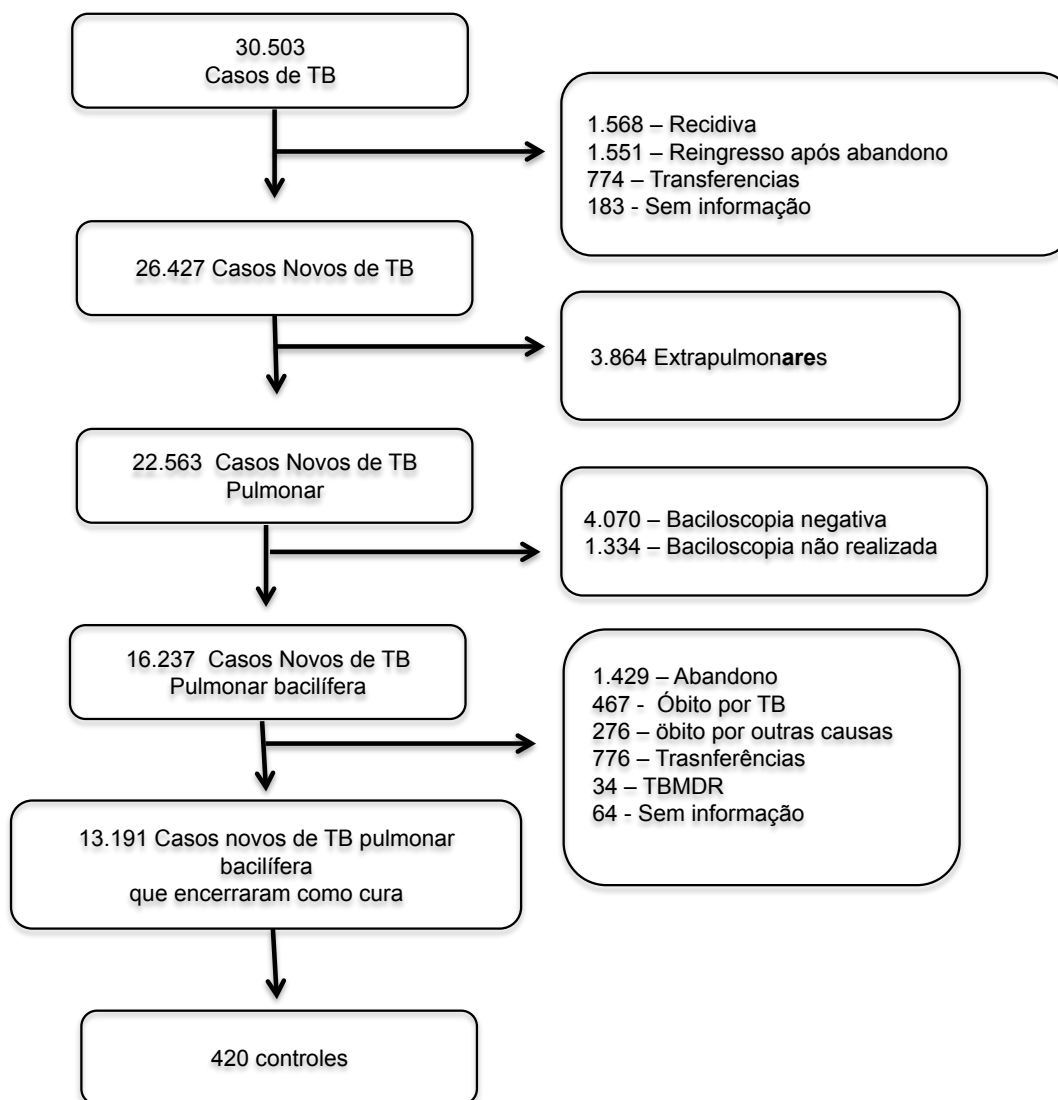 30.503
Casos de TB
1.568 – Recidiva
1.551 – Reingresso após abandono
774 – Transferencias
183 - Sem informação
26.427 Casos Novos de TB
3.864 Extrapulmonares
22.563 Casos Novos de TB
Pulmonar
4.070 – Baciloscopia negativa
1.334 – Baciloscopia não realizada
16.237 Casos Novos de TB
Pulmonar bacilífera
1.429 – Abandono
467 - Óbito por TB
276 – öbito por outras causas
776 – Trasnferências
34 – TBMDR
64 - Sem informação
13.191 Casos novos de TB pulmonar
bacilífera
que encerraram como cura
420 controles